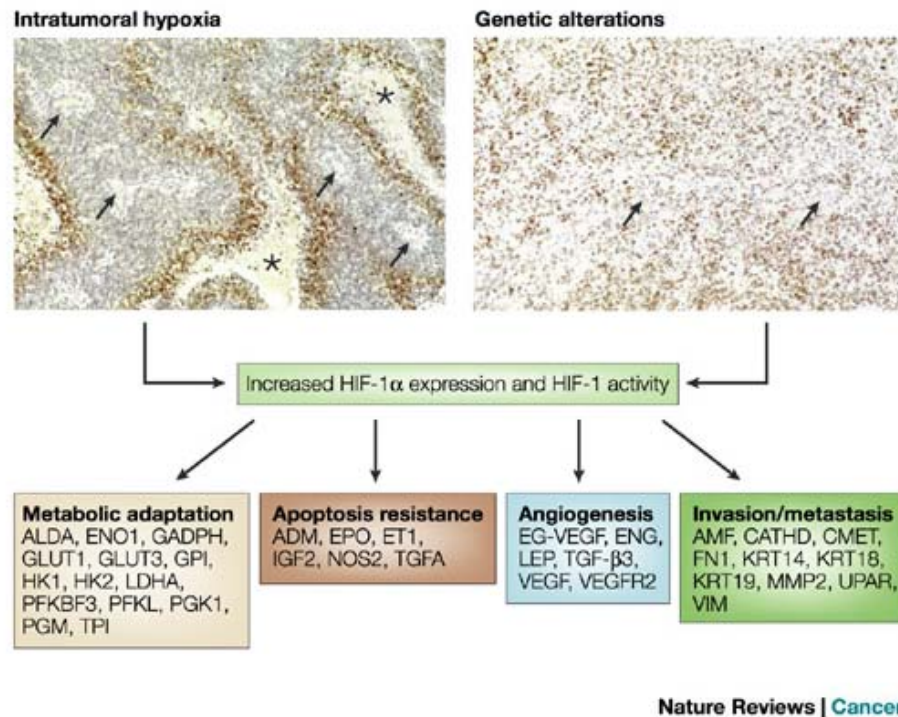 Intratumoral hypoxia
Genetic alterations
*
*
Increased HIF-1α expression and HIF-1 activity
Metabolic adaptation
ALDA, ENO1, GADPH,
GLUT1, GLUT3, GPI,
HK1, HK2, LDHA,
PFKBF3, PFKL, PGK1,
PGM, TPI
Apoptosis resistance
ADM, EPO, ET1,
IGF2, NOS2, TGFA
Angiogenesis
EG-VEGF, ENG,
LEP, TGF-β3,
VEGF, VEGFR2
Invasion/metastasis
AMF, CATHD, CMET,
FN1, KRT14, KRT18,
KRT19, MMP2, UPAR,
VIM
Nature Reviews | Cancer